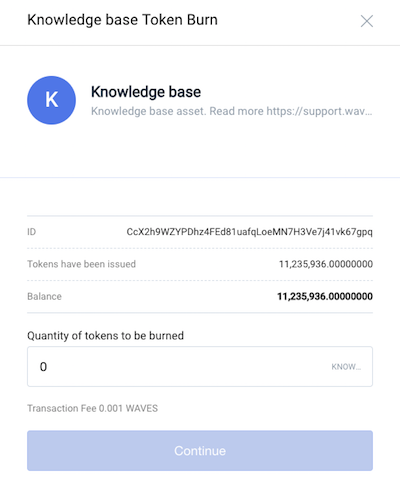 Knowledge base Token Burn
K
Knowledge base
Knowledge base asset. Read more https://support.wav...
ID CcX2h9WZYPDhz4FEd81uafqLoeMN7H3Ve7j41vk67gpq
Tokens have been issued 11,235,936.00000000
Balance 11,235,936.00000000
Quantity of tokens to be burned
0 KNOW...
Transaction Fee 0.001 WAVES
Continue